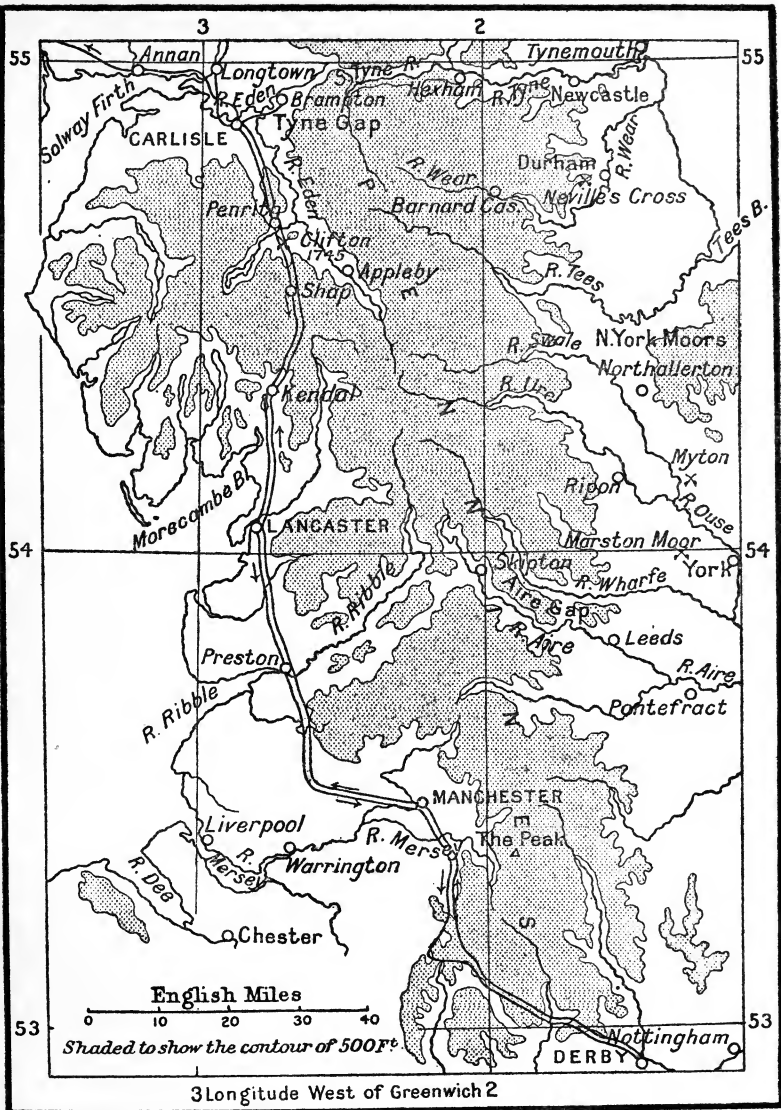 3 2
55 55
Annan
Longtown
Tynemouth
Tyne R.
Hexham
R. Tyne
Newcastle
Solway Firth
R. Eden
Brampton
CARLISLE
Tyne Gap
R. Eden
R. Wear
Durham
R. Wear
Neville's Cross
Barnard Cas.
Penrith
Clifton
1745
Appleby
Shap
R. Tees
Tees B.
R. Swale
N. York Moors
Northallerton
R. Ure
Kendal
Myton
Ripon
R. Ouse
Morecambe B.
LANCASTER
Marston Moor
54 54
York
Skipton
Aire Gap
R. Wharfe
R. Ribble
R. Aire
Leeds
R. Aire
Preston
R. Ribble
Pontefract
PENNINES
MANCHESTER
Liverpool
R. Mersey
The Peak
R. Mersey
Warrington
R. Dee
Chester
English Miles
0 10 20 30 40
53 53
Shaded to show the contour of 500 Ft.
Nottingham
DERBY
3 Longitude West of Greenwich 2